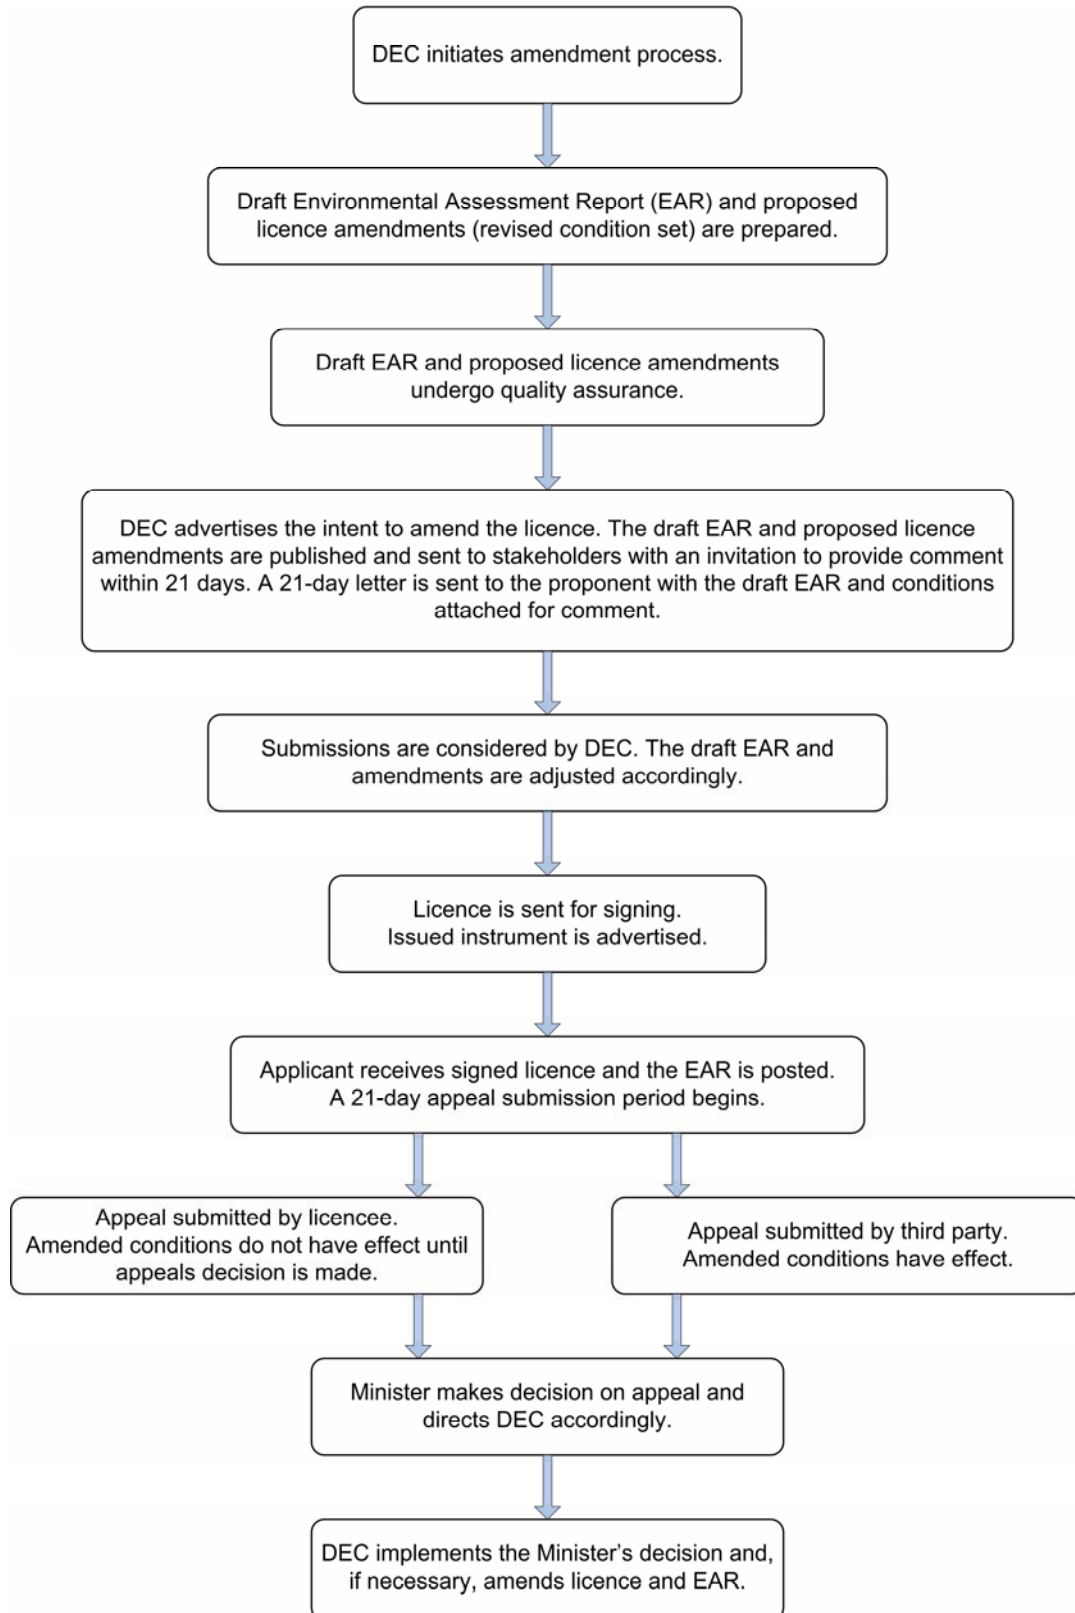 DEC initiates amendment process.
Draft Environmental Assessment Report (EAR) and proposed
licence amendments (revised condition set) are prepared.
Draft EAR and proposed licence amendments
undergo quality assurance.
DEC advertises the intent to amend the licence. The draft EAR and proposed licence
amendments are published and sent to stakeholders with an invitation to provide comment
within 21 days. A 21-day letter is sent to the proponent with the draft EAR and conditions
attached for comment.
Submissions are considered by DEC. The draft EAR and
amendments are adjusted accordingly.
Licence is sent for signing.
Issued instrument is advertised.
Applicant receives signed licence and the EAR is posted.
A 21-day appeal submission period begins.
Appeal submitted by licencee.
Amended conditions do not have effect until
appeals decision is made.
Appeal submitted by third party.
Amended conditions have effect.
Minister makes decision on appeal and
directs DEC accordingly.
DEC implements the Minister's decision and,
if necessary, amends licence and EAR.